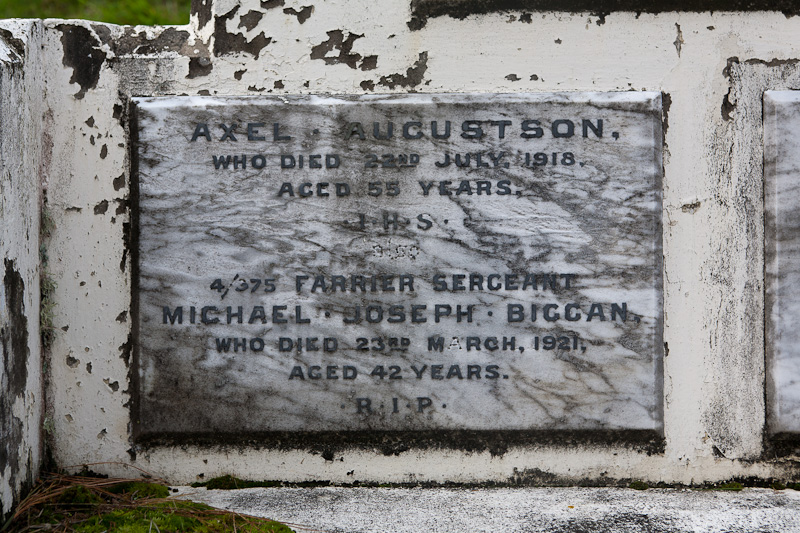 AXEL · AUGUSTSON,
WHO DIED 22ND JULY, 1918,
AGED 55 YEARS,
· I · H · S ·
4/375 FARRIER SERGEANT
MICHAEL · JOSEPH · BIGGAN,
WHO DIED 23RD MARCH, 1921,
AGED 42 YEARS.
· R · I · P ·